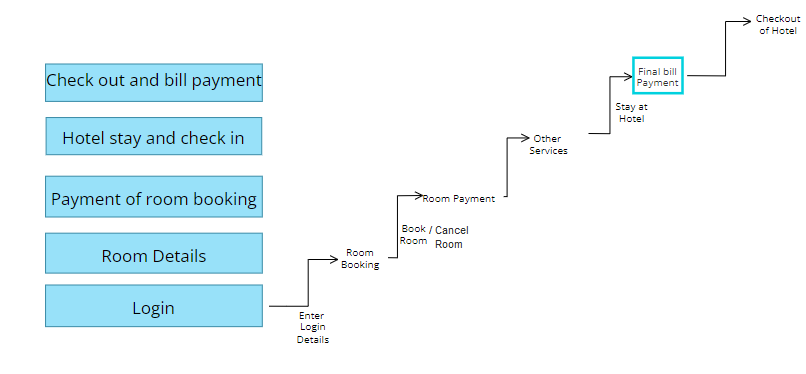 Check out and bill payment
Hotel stay and check in
Payment of room booking
Room Details
Login
Enter
Login
Details
Room
Booking
Book / Cancel
Room Room
Room Payment
Other
Services
Stay at
Hotel
Final bill
Payment
Checkout
of Hotel